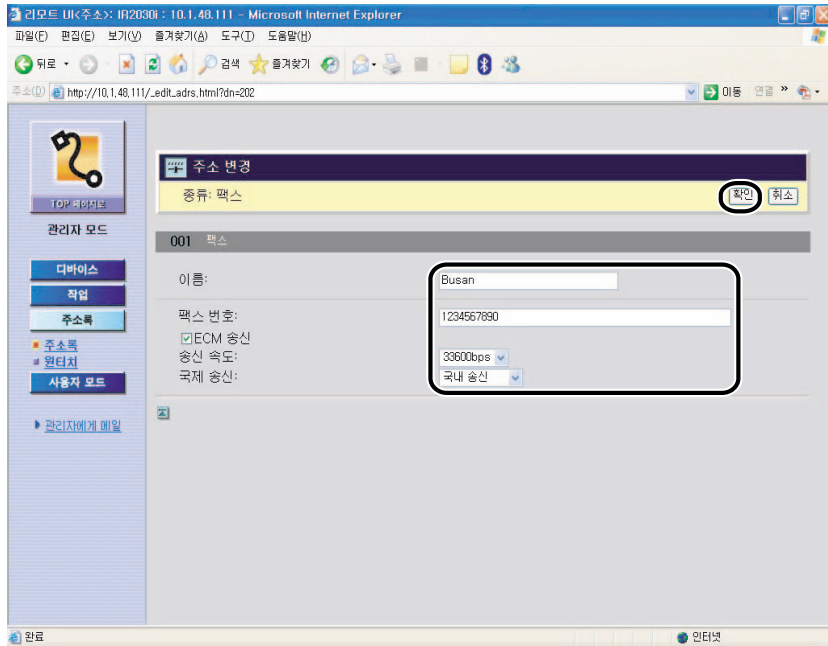 리모트 UI<주소>: IR2030i : 10.1.48.111 - Microsoft Internet Explorer
파일(F) 편집(E) 보기(V) 즐겨찾기(A) 도구(T) 도움말(H)
뒤로 검색 즐겨찾기
주소(D) http://10.1.48.111/_edit_adrs.html?dn=202 이동 연결 »
TOP 페이지로
관리자 모드
디바이스
작업
주소록
주소록
원터치
사용자 모드
관리자에게 메일
주소 변경
종류: 팩스 확인 취소
001 팩스
이름: Busan
팩스 번호: 1234567890
ECM 송신
송신 속도: 33600bps
국제 송신: 국내 송신
완료 인터넷